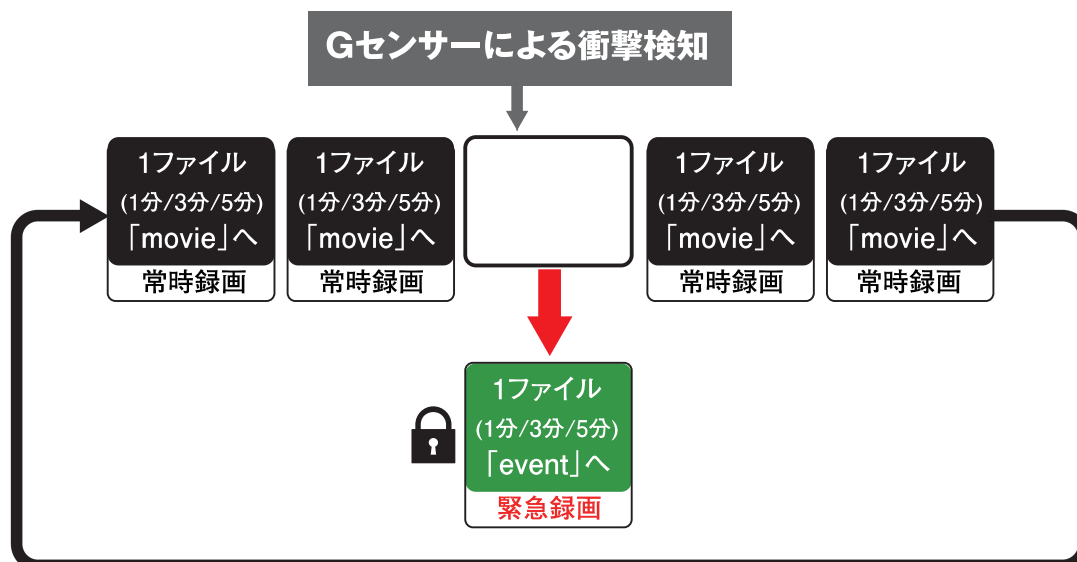 Gセンサーによる衝撃検知
1ファイル
(1分/3分/5分)
「movie」へ
常時録画
1ファイル
(1分/3分/5分)
「movie」へ
常時録画
1ファイル
(1分/3分/5分)
「movie」へ
常時録画
1ファイル
(1分/3分/5分)
「movie」へ
常時録画
1ファイル
(1分/3分/5分)
「event」へ
緊急録画